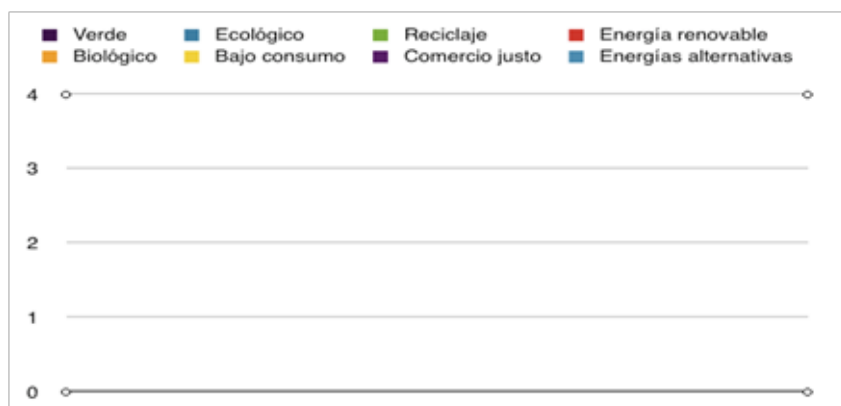 Verde Ecológico Reciclaje Energía renovable
Biológico Bajo consumo Comercio justo Energías alternativas
4
3
2
1
0